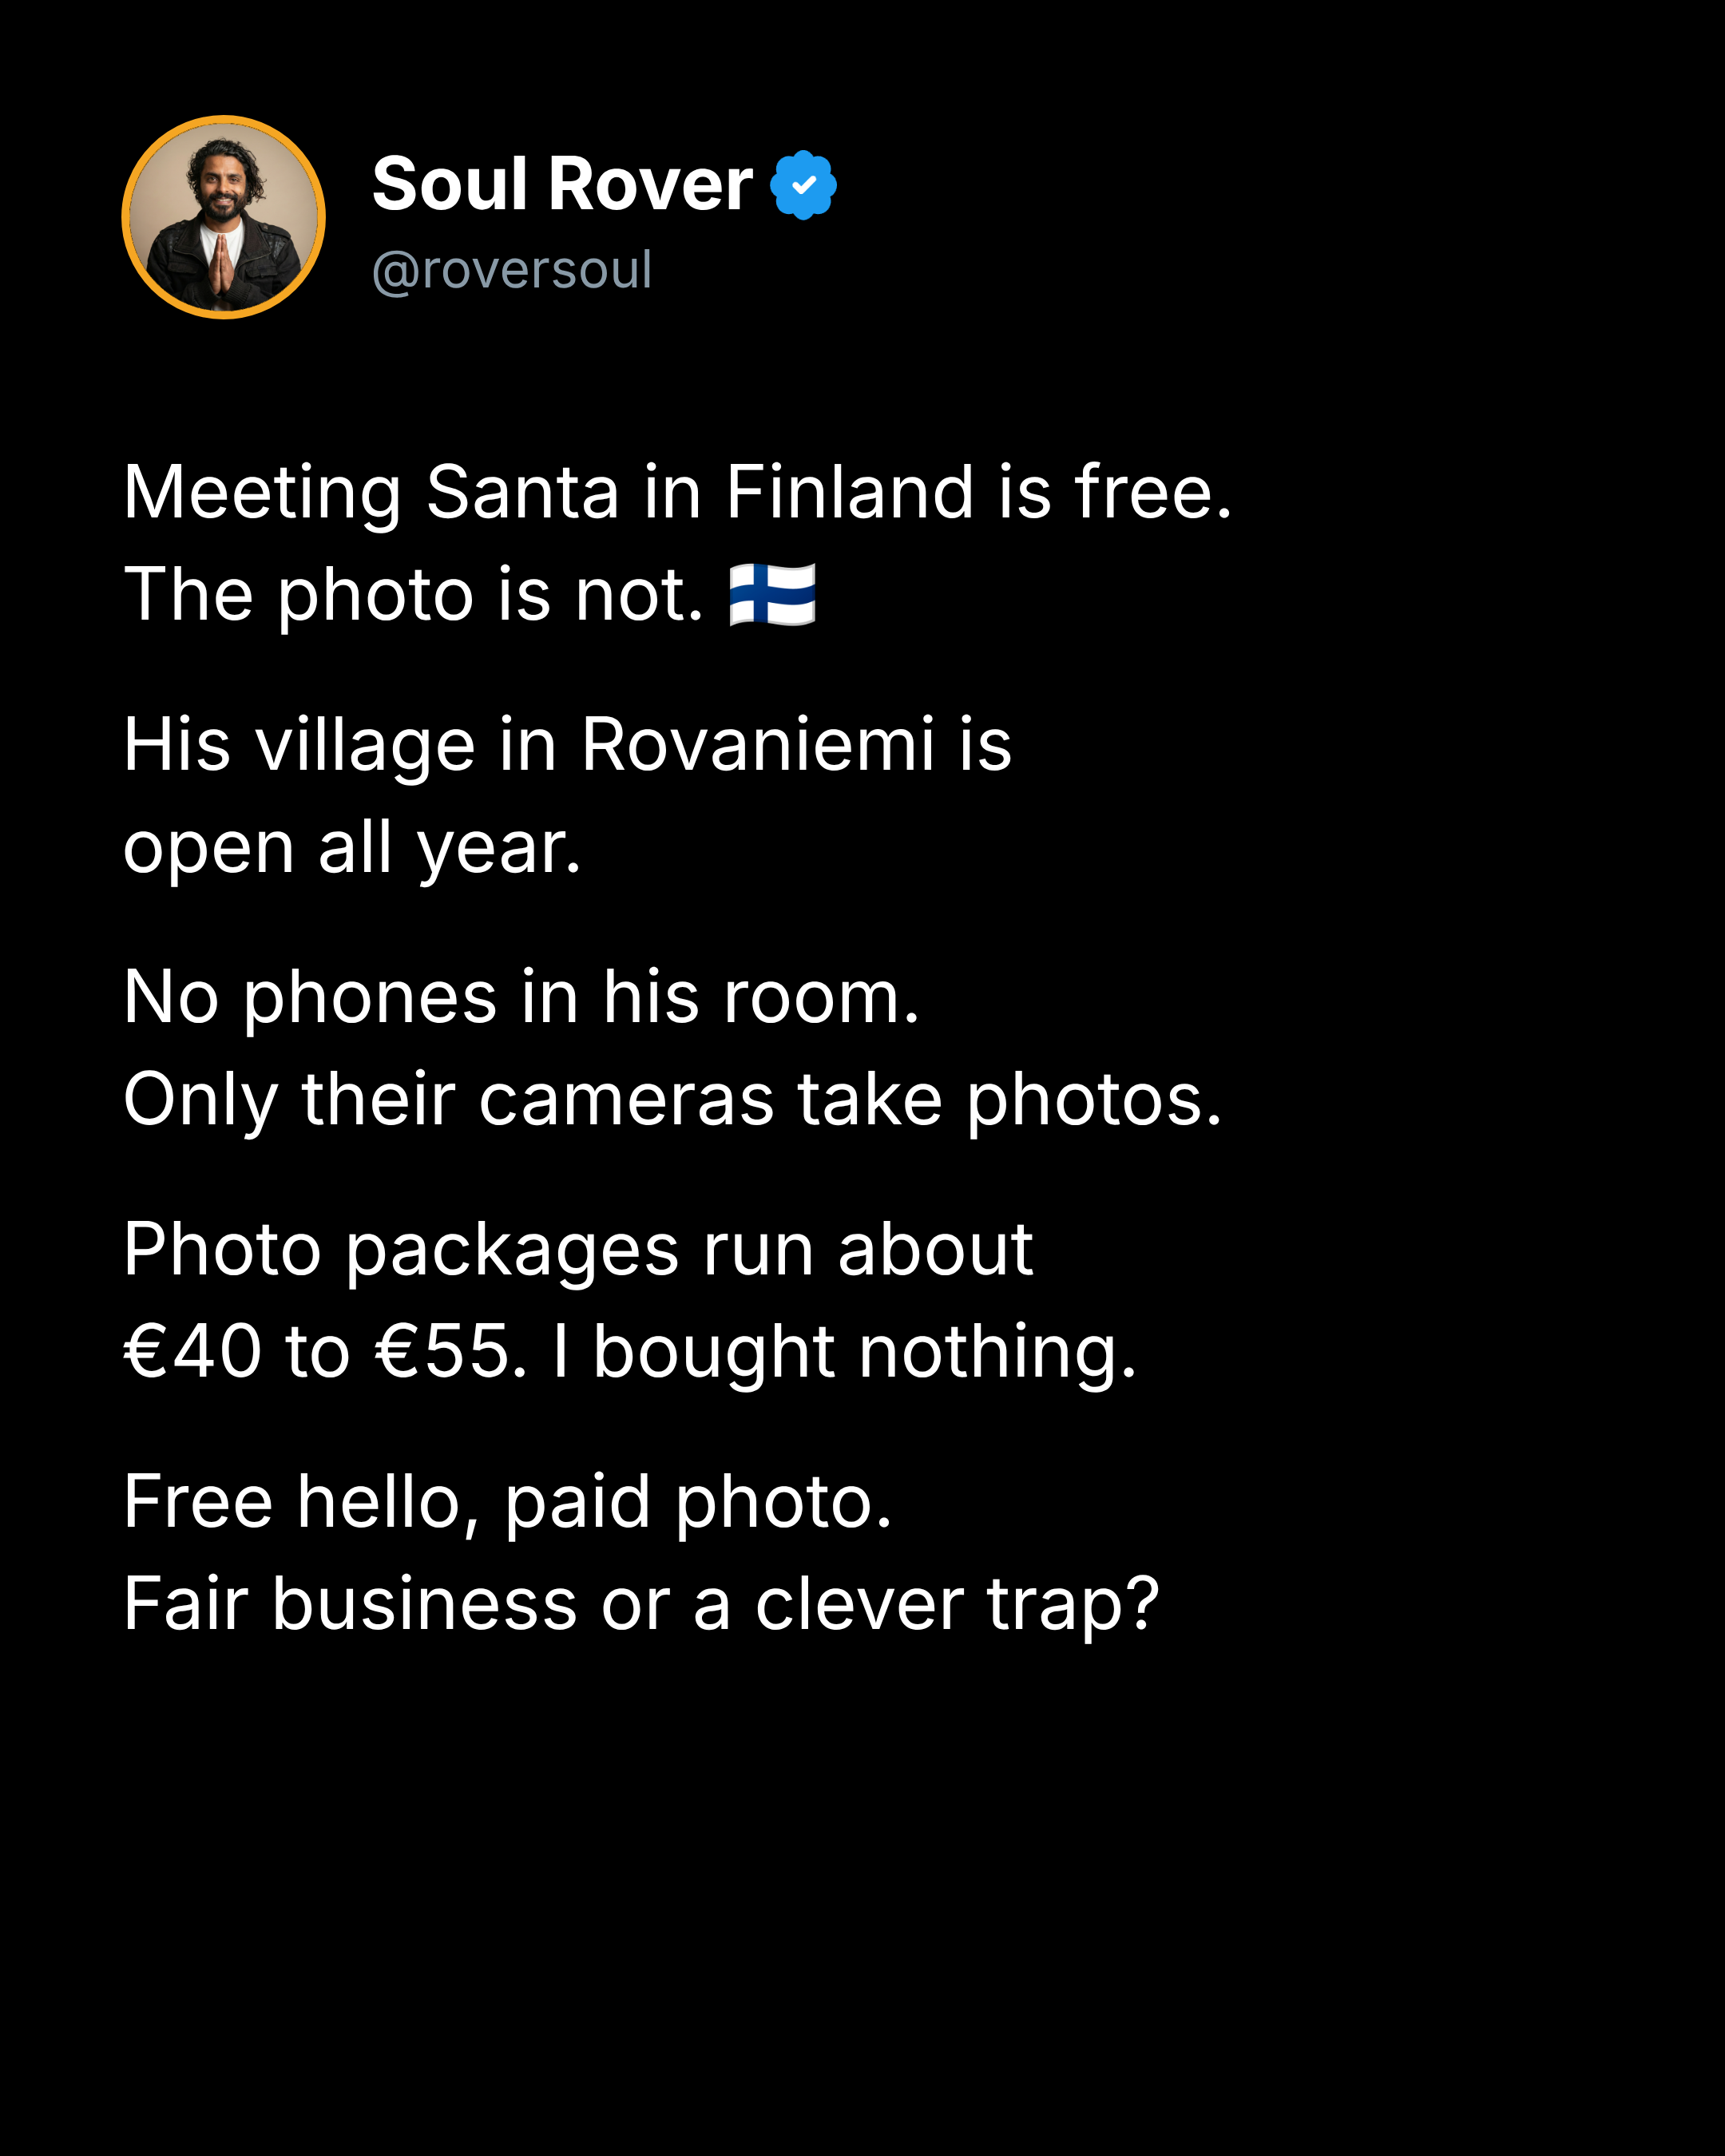 Soul Rover
@roversoul
Meeting Santa in Finland is free.
The photo is not. 🇫🇮
His village in Rovaniemi is
open all year.
No phones in his room.
Only their cameras take photos.
Photo packages run about
€40 to €55. I bought nothing.
Free hello, paid photo.
Fair business or a clever trap?